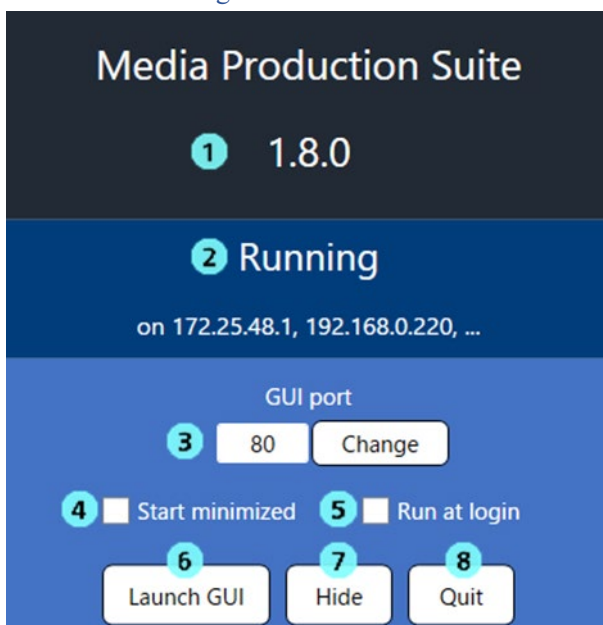 Media Production Suite
1 1.8.0
2 Running
on 172.25.48.1, 192.168.0.220, ...
GUI port
3 80 Change
4 Start minimized 5 Run at login
6 7 8
Launch GUI Hide Quit